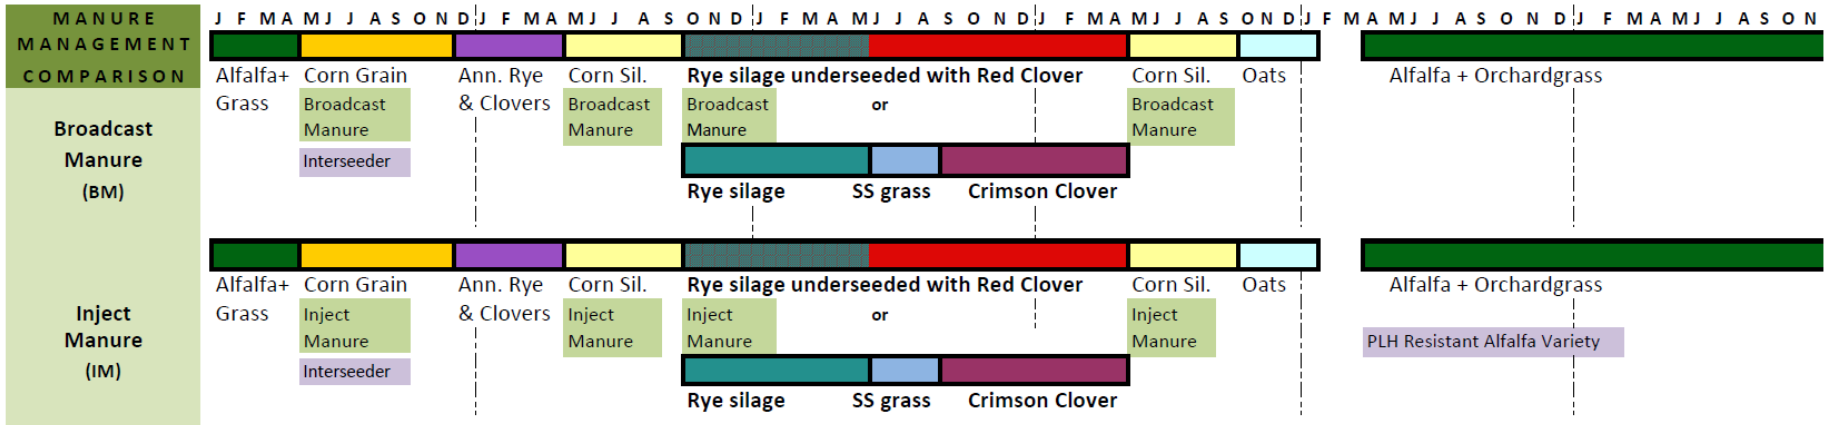 MANURE MANAGEMENT COMPARISON
J F M A M J J A S O N D J F M A M J J A S O N D J F M A M J J A S O N D J F M A M J J A S O N D J F M A M J J A S O N D J F M A M J J A S O N
Alfalfa+ Grass
Corn Grain
Ann. Rye & Clovers
Corn Sil.
Rye silage underseeded with Red Clover
Corn Sil.
Oats
Alfalfa + Orchardgrass
Broadcast Manure (BM)
Broadcast Manure
Broadcast Manure
Broadcast Manure
or
Broadcast Manure
Interseeder
Rye silage
SS grass
Crimson Clover
Alfalfa+ Grass
Corn Grain
Ann. Rye & Clovers
Corn Sil.
Rye silage underseeded with Red Clover
Corn Sil.
Oats
Alfalfa + Orchardgrass
Inject Manure (IM)
Inject Manure
Inject Manure
Inject Manure
or
Inject Manure
PLH Resistant Alfalfa Variety
Interseeder
Rye silage
SS grass
Crimson Clover